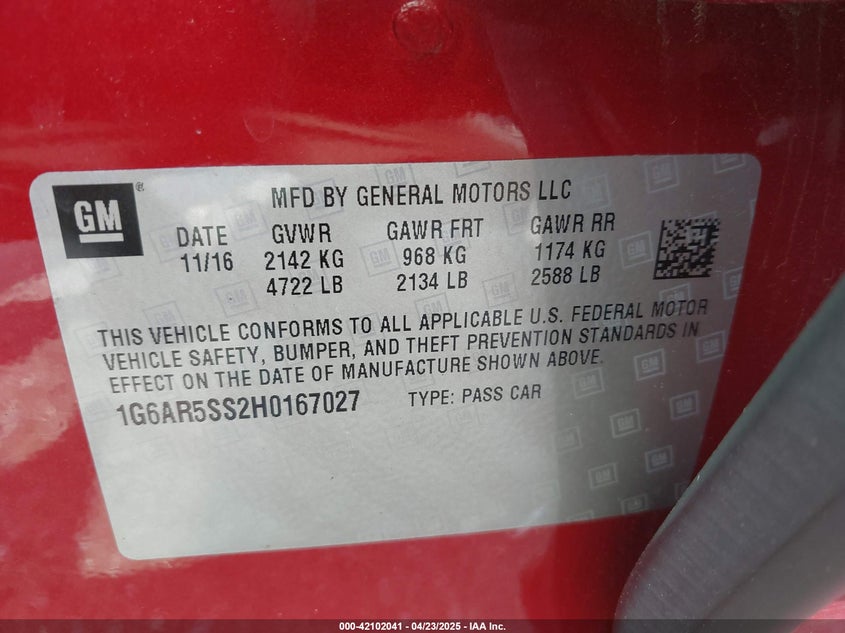 GM
®
MFD BY GENERAL MOTORS LLC
DATE GVWR GAWR FRT GAWR RR
11/16 2142 KG 968 KG 1174 KG
4722 LB 2134 LB 2588 LB
THIS VEHICLE CONFORMS TO ALL APPLICABLE U.S. FEDERAL MOTOR
VEHICLE SAFETY, BUMPER, AND THEFT PREVENTION STANDARDS IN
EFFECT ON THE DATE OF MANUFACTURE SHOWN ABOVE.
1G6AR5SS2H0167027 TYPE: PASS CAR
000-42102041 | 04/23/2025 | IAA Inc.